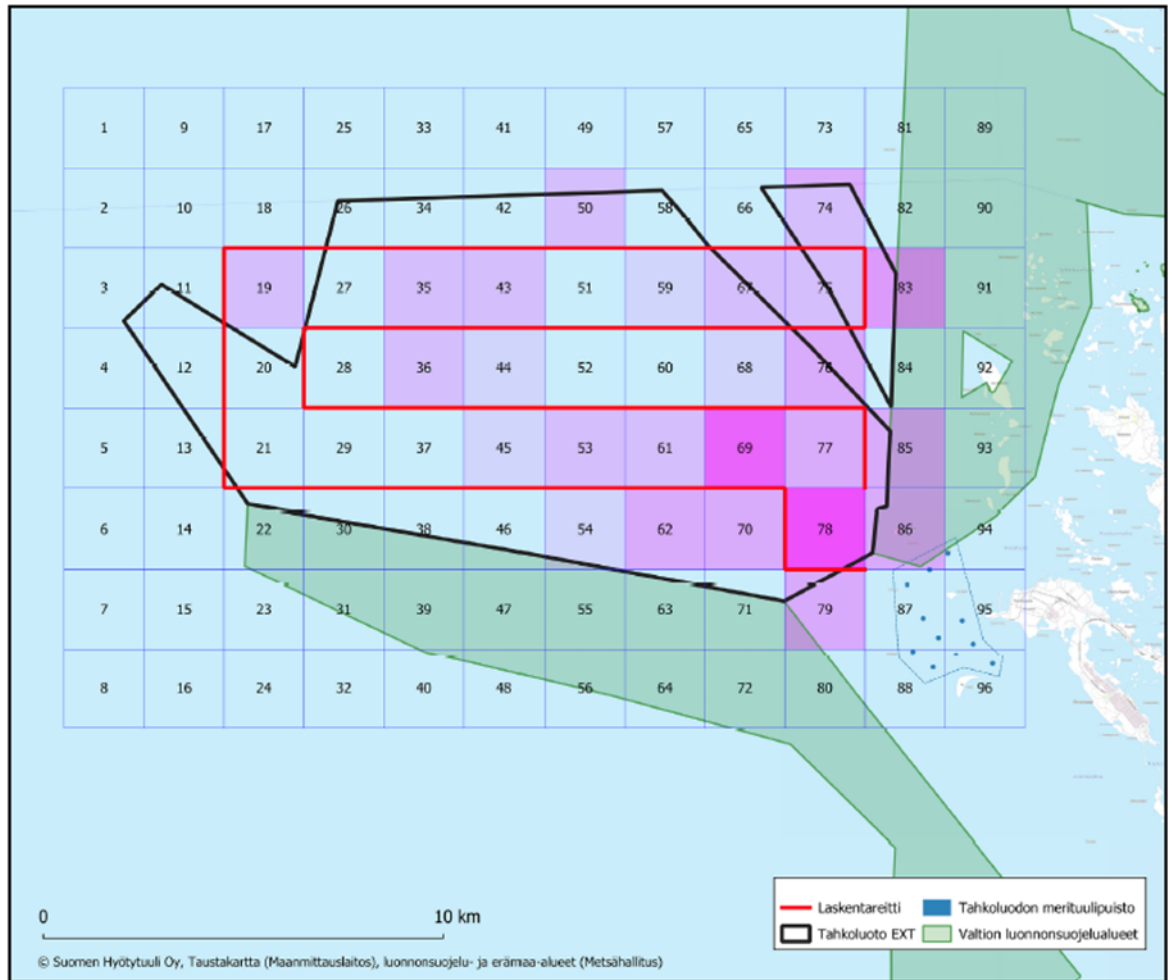 1 9 17 25 33 41 49 57 65 73 81 89
2 10 18 26 34 42 50 58 66 74 82 90
3 11 19 27 35 43 51 59 67 75 83 91
4 12 20 28 36 44 52 60 68 76 84 92
5 13 21 29 37 45 53 61 69 77 85 93
6 14 22 30 38 46 54 62 70 78 86 94
7 15 23 31 39 47 55 63 71 79 87 95
8 16 24 32 40 48 56 64 72 80 88 96
0 10 km
Laskentareitti Tahkoluodon merituulipuisto
Tahkoluoto EXT Valtion luonnonsuojelualueet
© Suomen Hyötytuuli Oy, Taustakartta (Maanmittauslaitos), luonnonsuojelu- ja erämaa-alueet (Metsähallitus)